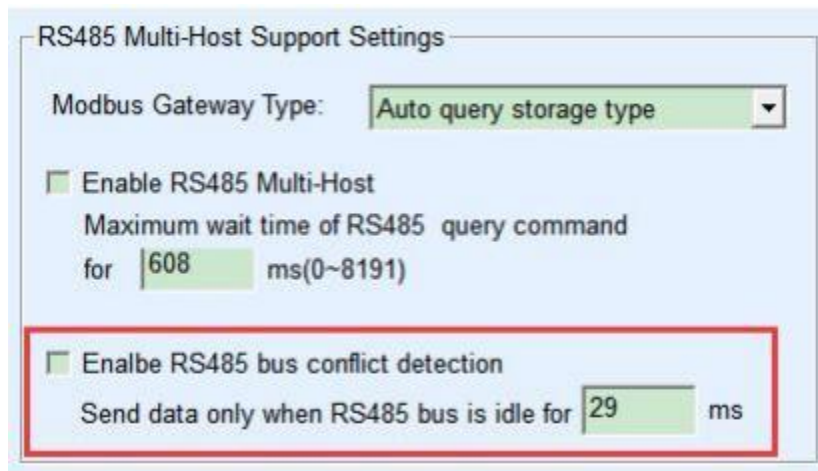 RS485 Multi-Host Support Settings
Modbus Gateway Type: Auto query storage type
Enable RS485 Multi-Host
Maximum wait time of RS485 query command
for 608 ms(0~8191)
Enalbe RS485 bus conflict detection
Send data only when RS485 bus is idle for 29 ms